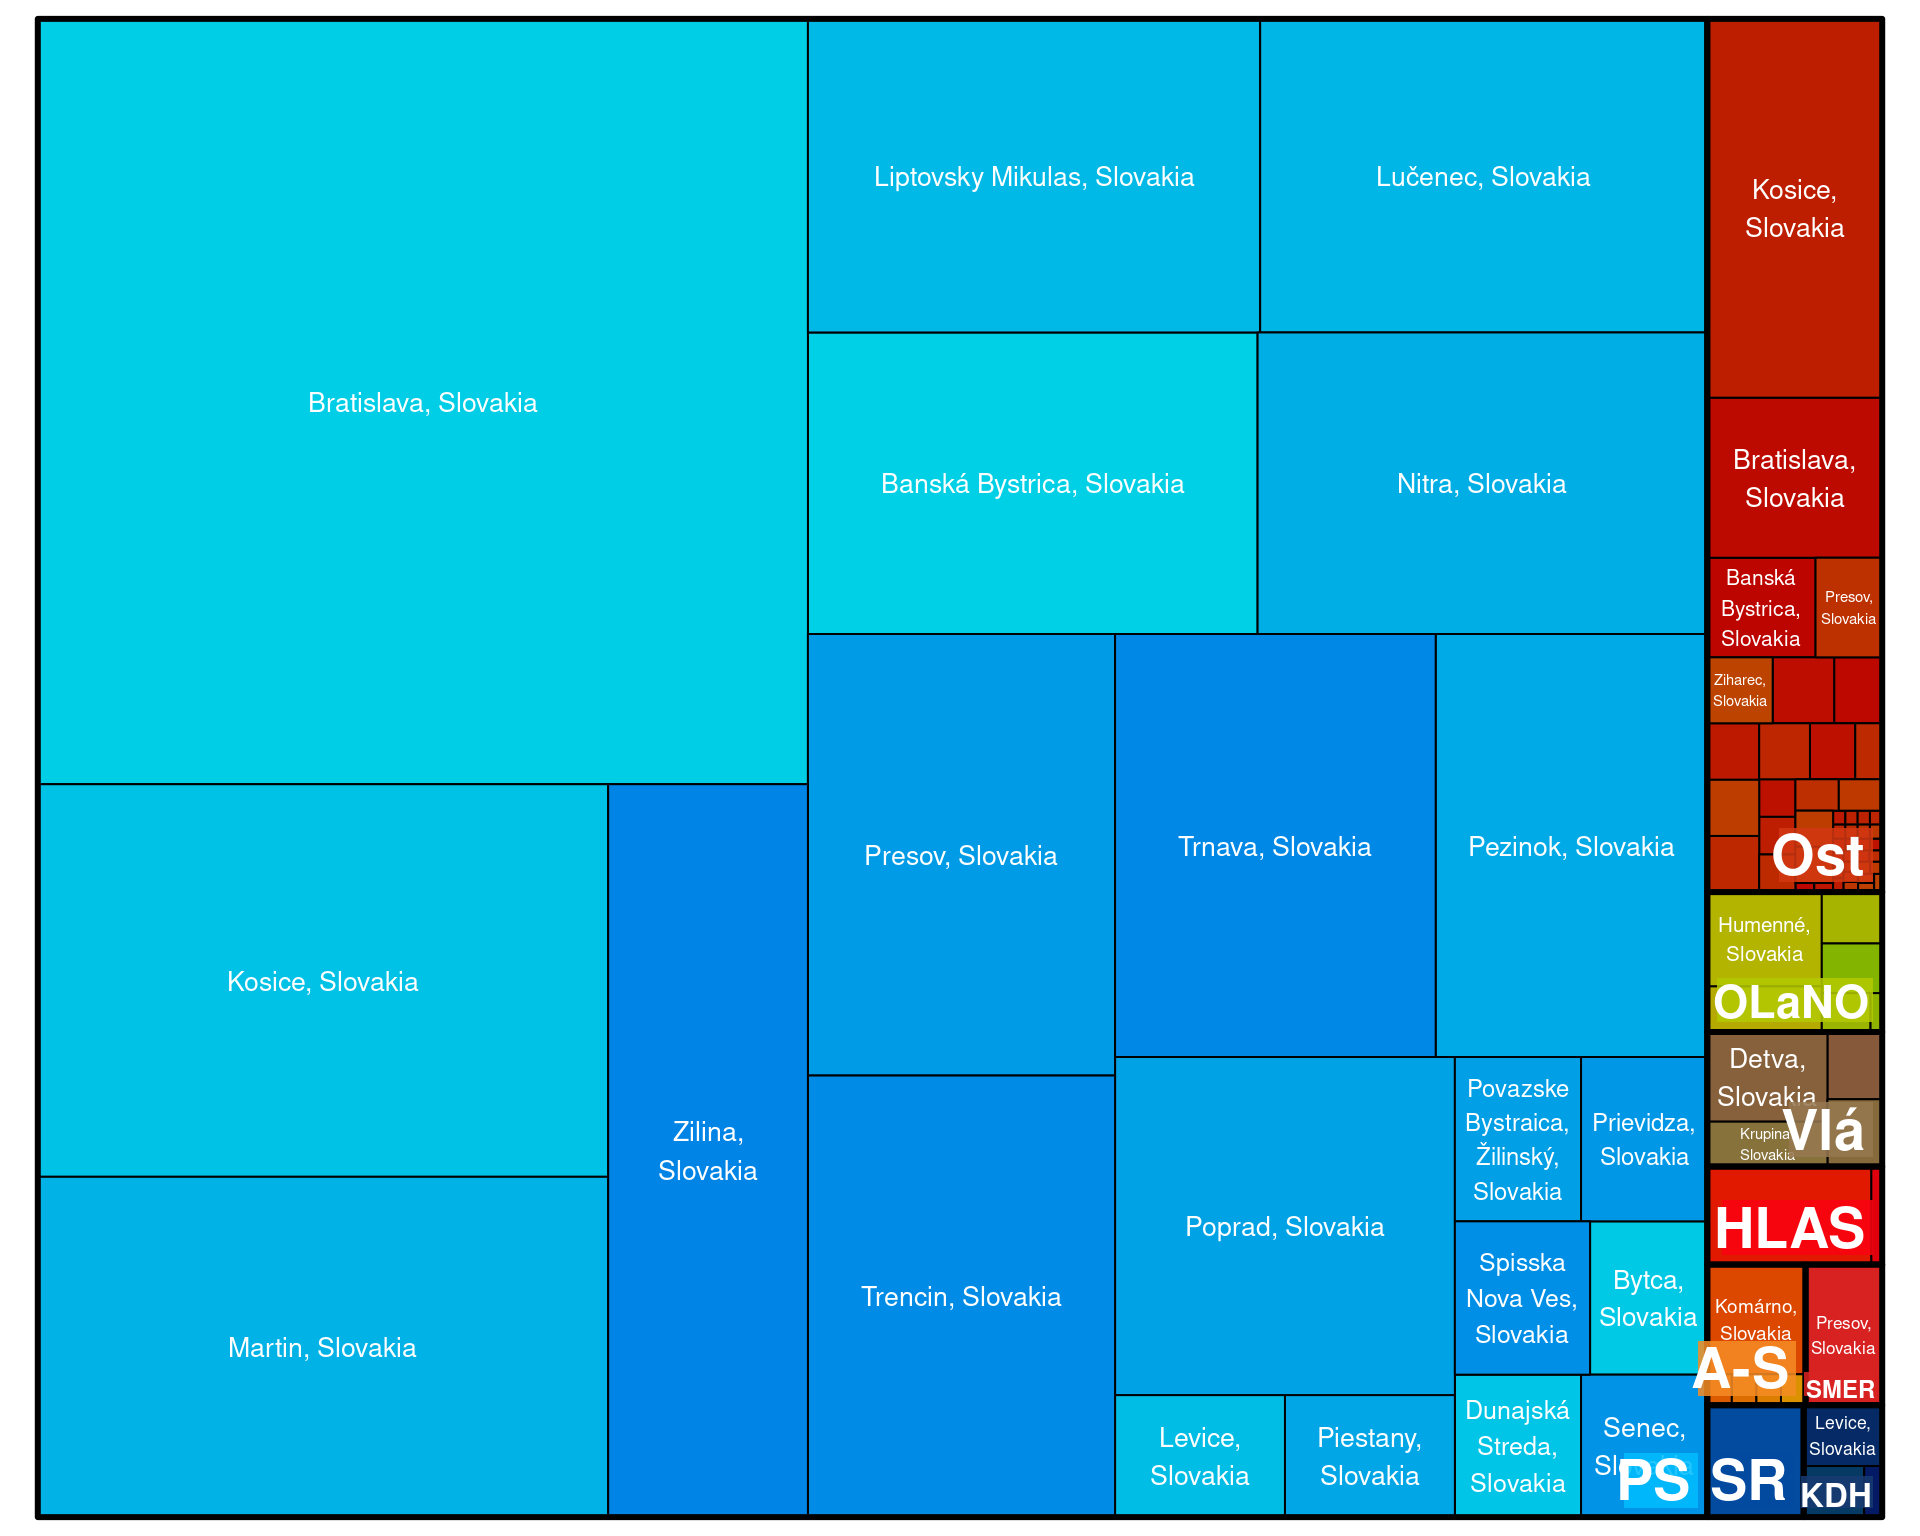 Bratislava, Slovakia
Liptovsky Mikulas, Slovakia
Lučenec, Slovakia
Banská Bystrica, Slovakia
Nitra, Slovakia
Kosice, Slovakia
Martin, Slovakia
Zilina,
Slovakia
Presov, Slovakia
Trnava, Slovakia
Pezinok, Slovakia
Trencin, Slovakia
Poprad, Slovakia
Povazske
Bystraica,
Žilinský,
Slovakia
Prievidza,
Slovakia
Spisska
Nova Ves,
Slovakia
Bytca,
Slovakia
Levice,
Slovakia
Piestany,
Slovakia
Dunajská
Streda,
Slovakia
Senec,
Slovakia
PS
Kosice,
Slovakia
Bratislava,
Slovakia
Banská
Bystrica,
Slovakia
Presov,
Slovakia
Ziharec,
Slovakia
Ost
Humenné,
Slovakia
OLaNO
Detva,
Slovakia
Krupina
Slovakia
Vlá
HLAS
Komárno,
Slovakia
A-S
Presov,
Slovakia
SMER
SR
Levice,
Slovakia
KDH